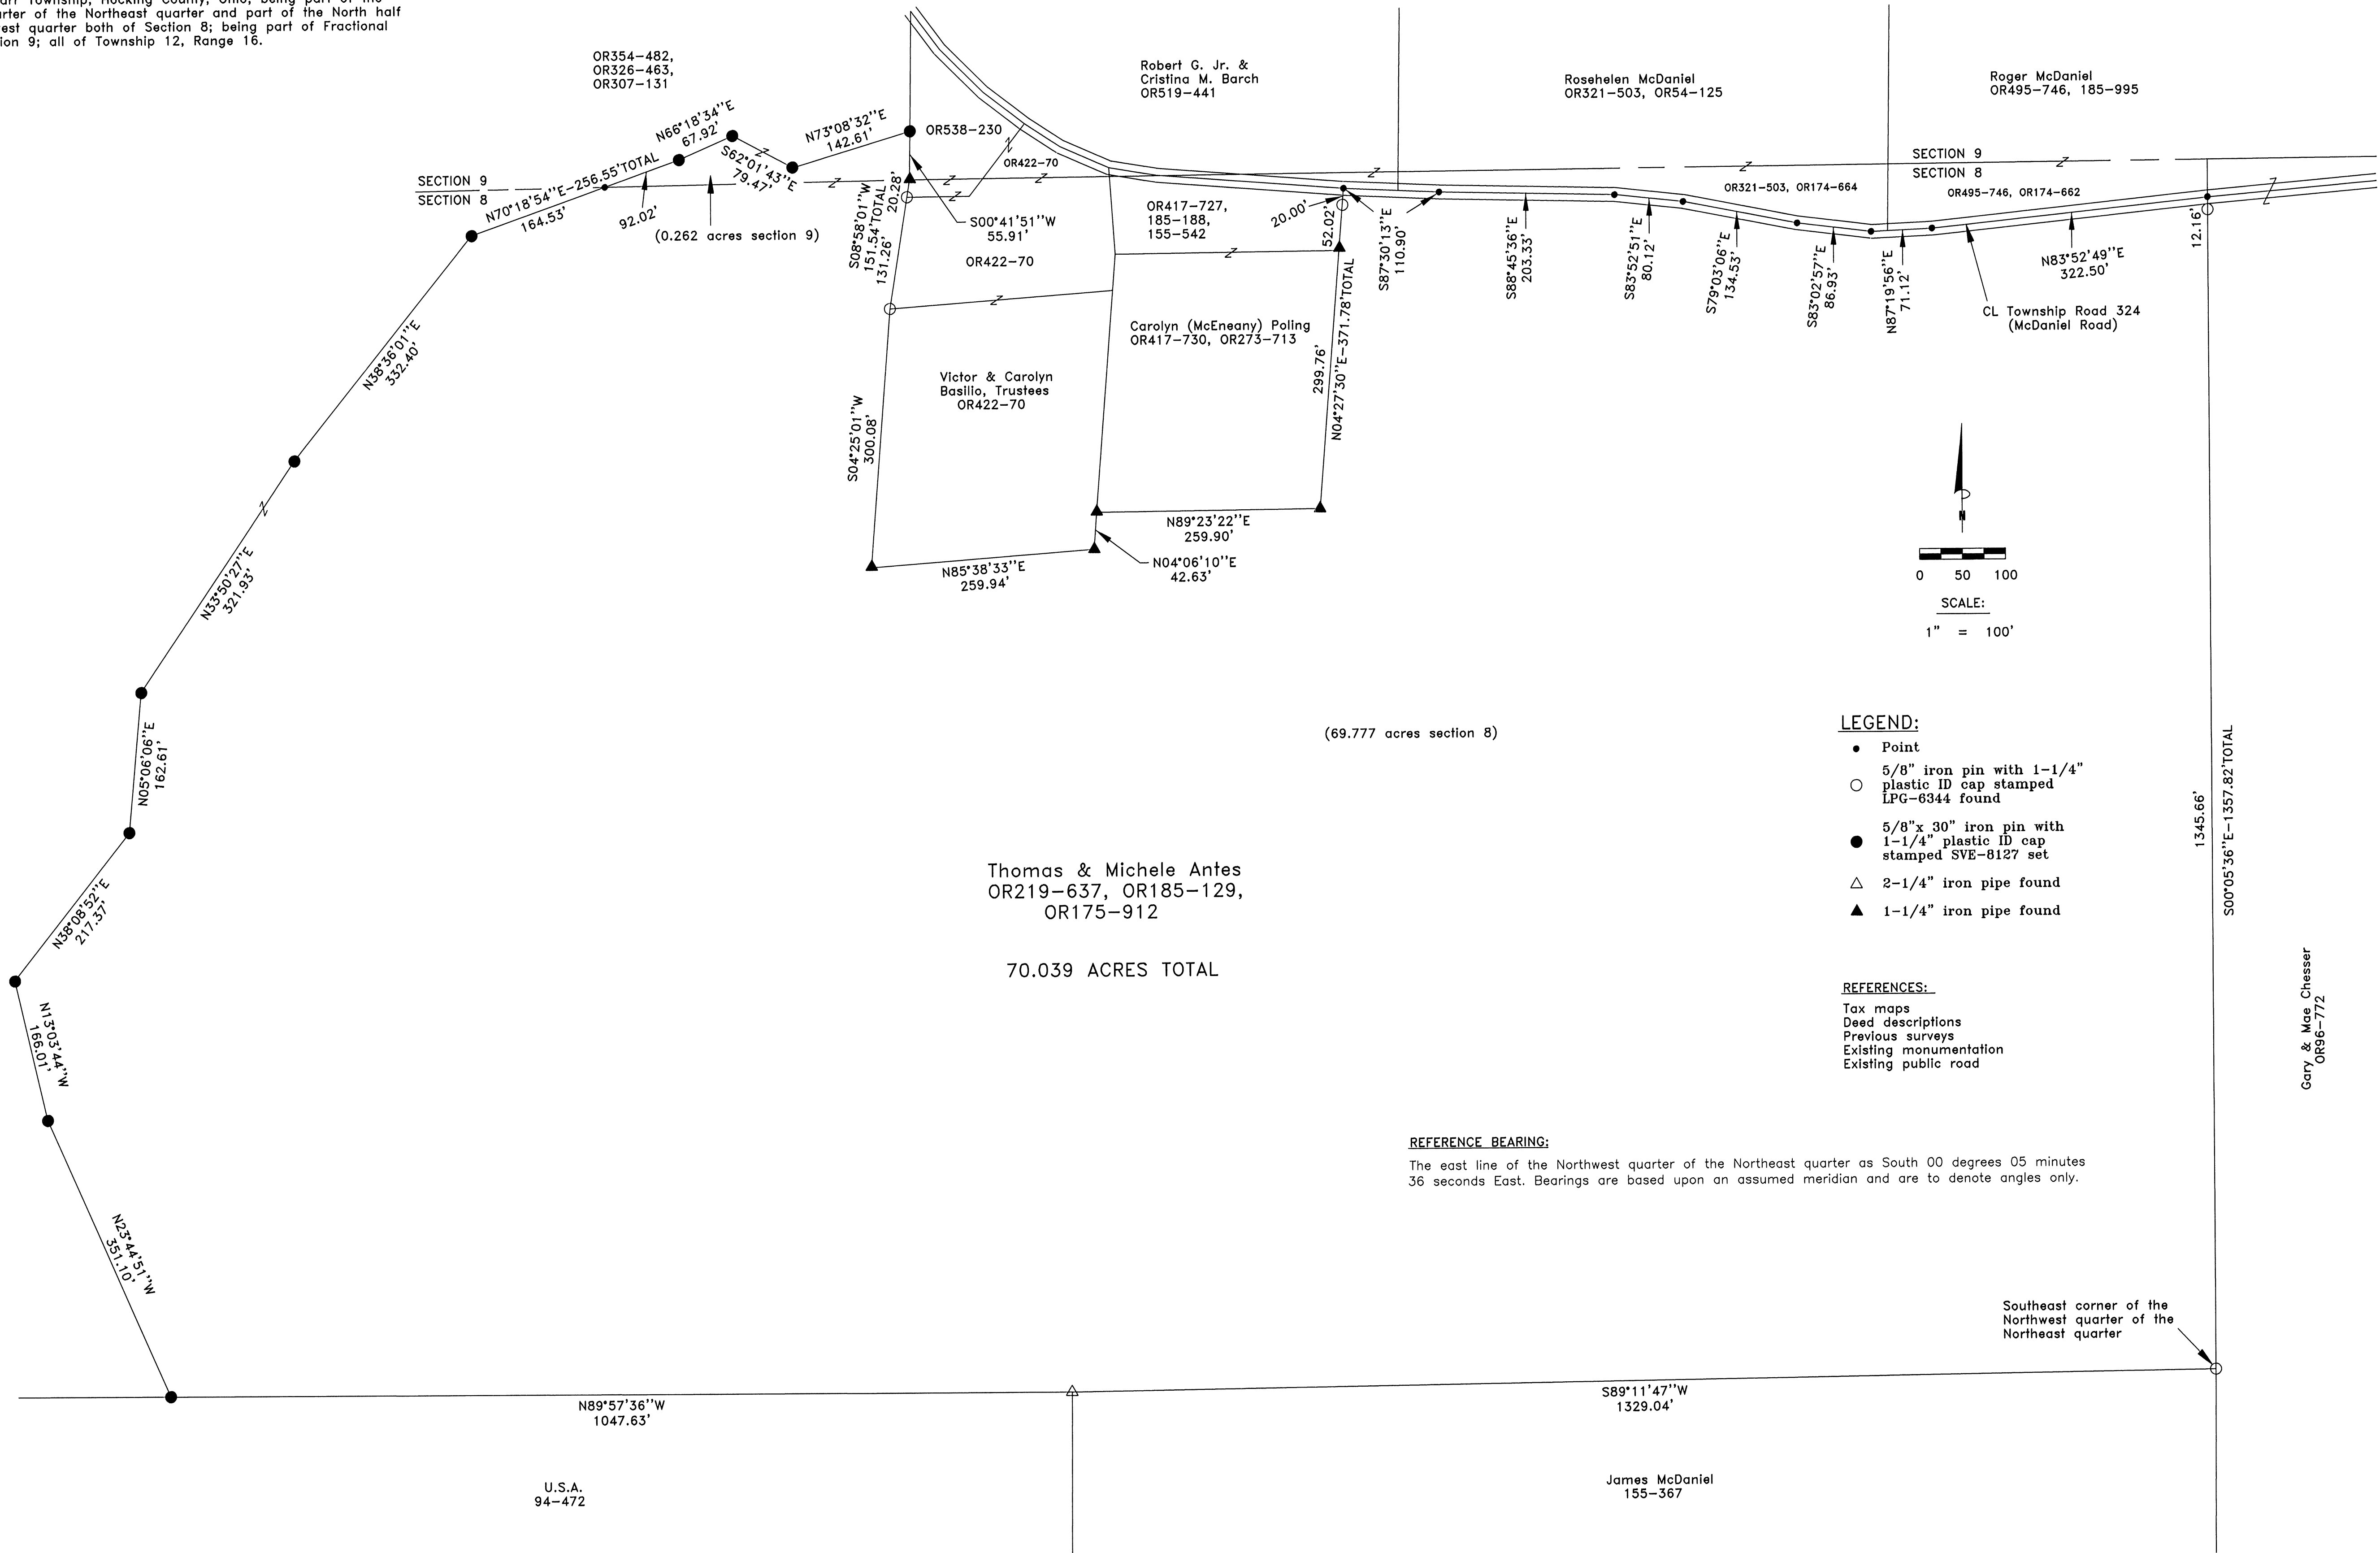 Township, Hocking County, Ohio, being part of the
of the Northeast quarter and part of the North half
quarter both of Section 8; being part of Fractional
9; all of Township 12, Range 16.
OR354-482,
OR326-463,
OR307-131
Robert G. Jr. &
Cristina M. Barch
OR519-441
Rosehelen McDaniel
OR321-503, OR54-125
Roger McDaniel
OR495-746, 185-995
N66°18'34''E
67.92'
S62°01'43''E
79.47'
N73°08'32''E
142.61'
OR538-230
OR422-70
SECTION 9
SECTION 8
N70°18'54''E-256.55'TOTAL
164.53'
92.02'
(0.262 acres section 9)
S08°58'01''W
151.54'TOTAL
20.28'
131.26'
S00°41'51''W
55.91'
OR422-70
OR417-727,
185-188,
155-542
20.00'
52.02'
S87°30'13''E
110.90'
S88°45'36''E
203.33'
S83°52'51''E
80.12'
S79°03'06''E
134.53'
S83°02'57''E
86.93'
N87°19'56''E
71.12'
SECTION 9
SECTION 8
OR321-503, OR174-664
OR495-746, OR174-662
N83°52'49''E
322.50'
12.16'
CL Township Road 324
(McDaniel Road)
Carolyn (McEneany) Poling
OR417-730, OR273-713
299.76'
N04°27'30''E-371.78'TOTAL
Victor & Carolyn
Basilio, Trustees
OR422-70
S04°25'01''W
300.08'
N89°23'22''E
259.90'
N04°06'10''E
42.63'
N85°38'33''E
259.94'
N38°36'01''E
332.40'
N33°50'27''E
321.93'
N05°06'06''E
162.61'
N38°08'52''E
217.37'
N13°03'44''W
166.01'
N23°44'51''W
351.10'
N
0 50 100
SCALE:
1" = 100'
(69.777 acres section 8)
Thomas & Michele Antes
OR219-637, OR185-129,
OR175-912
70.039 ACRES TOTAL
LEGEND:
Point
5/8" iron pin with 1-1/4"
plastic ID cap stamped
LPG-6344 found
5/8"x 30" iron pin with
1-1/4" plastic ID cap
stamped SVE-8127 set
2-1/4" iron pipe found
1-1/4" iron pipe found
1345.66'
S00°05'36''E-1357.82'TOTAL
Gary & Mae Chesser
OR96-772
REFERENCES:
Tax maps
Deed descriptions
Previous surveys
Existing monumentation
Existing public road
REFERENCE BEARING:
The east line of the Northwest quarter of the Northeast quarter as South 00 degrees 05 minutes
36 seconds East. Bearings are based upon an assumed meridian and are to denote angles only.
Southeast corner of the
Northwest quarter of the
Northeast quarter
N89°57'36''W
1047.63'
S89°11'47''W
1329.04'
U.S.A.
94-472
James McDaniel
155-367